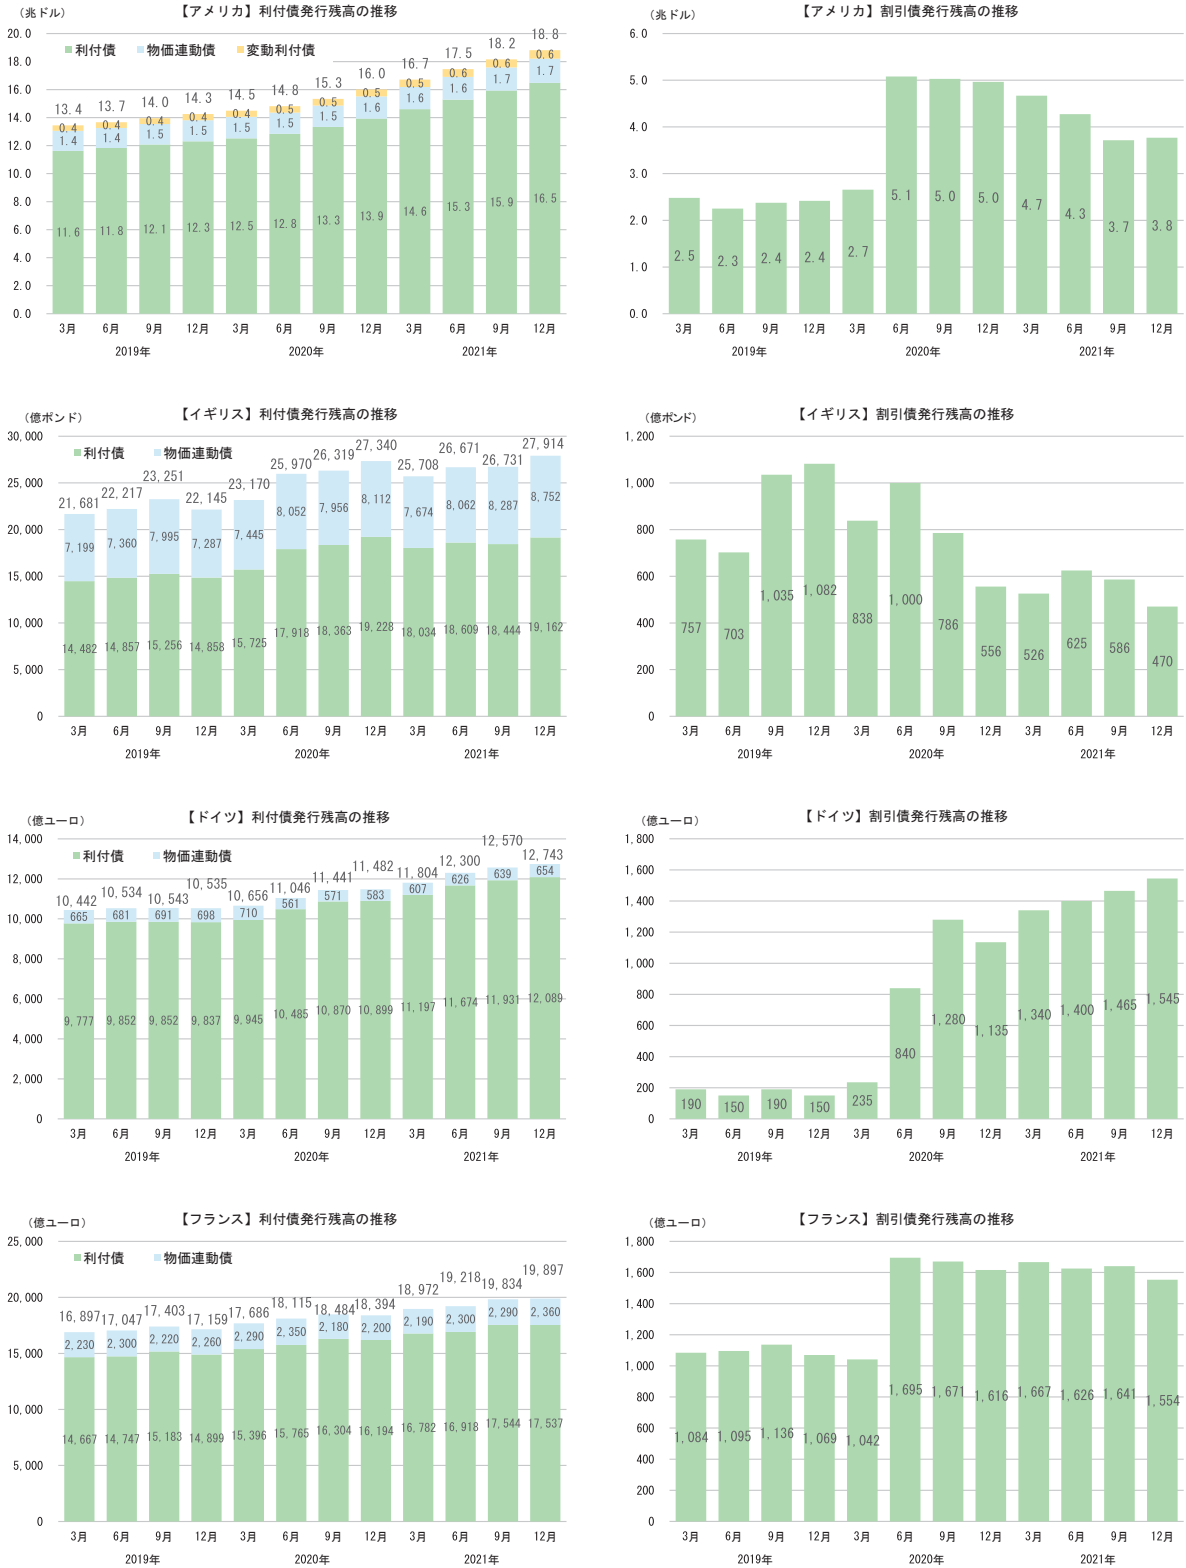 【アメリカ】利付債発行残高の推移
（兆ドル）
利付債 物価連動債 変動利付債
20.0
18.0
16.0
14.0
12.0
10.0
8.0
6.0
4.0
2.0
0.0
13.4 13.7 14.0 14.3 14.5 14.8 15.3 16.0 16.7 17.5 18.2 18.8
0.4 0.4 0.4 0.4 0.4 0.5 0.5 0.5 0.5 0.6 0.6 0.6
1.4 1.4 1.5 1.5 1.5 1.5 1.5 1.6 1.6 1.6 1.7 1.7
11.6 11.8 12.1 12.3 12.5 12.8 13.3 13.9 14.6 15.3 15.9 16.5
3月 6月 9月 12月 3月 6月 9月 12月 3月 6月 9月 12月
2019年 2020年 2021年
【アメリカ】割引債発行残高の推移
（兆ドル）
6.0
5.0
4.0
3.0
2.0
1.0
0.0
2.5 2.3 2.4 2.4 2.7 5.1 5.0 5.0 4.7 4.3 3.7 3.8
3月 6月 9月 12月 3月 6月 9月 12月 3月 6月 9月 12月
2019年 2020年 2021年
【イギリス】利付債発行残高の推移
（億ポンド）
利付債 物価連動債
30,000
25,000
20,000
15,000
10,000
5,000
0
21,681 22,217 23,251 22,145 23,170 25,970 26,319 27,340 25,708 26,671 26,731 27,914
7,199 7,360 7,995 7,287 7,445 8,052 7,956 8,112 7,674 8,062 8,287 8,752
14,482 14,857 15,256 14,858 15,725 17,918 18,363 19,228 18,034 18,609 18,444 19,162
3月 6月 9月 12月 3月 6月 9月 12月 3月 6月 9月 12月
2019年 2020年 2021年
【イギリス】割引債発行残高の推移
（億ポンド）
1,200
1,000
800
600
400
200
0
757 703 1,035 1,082 838 1,000 786 556 526 625 586 470
3月 6月 9月 12月 3月 6月 9月 12月 3月 6月 9月 12月
2019年 2020年 2021年
【ドイツ】利付債発行残高の推移
（億ユーロ）
利付債 物価連動債
14,000
12,000
10,000
8,000
6,000
4,000
2,000
0
10,442 10,534 10,543 10,535 10,656 11,046 11,441 11,482 11,804 12,300 12,570 12,743
665 681 691 698 710 561 571 583 607 626 639 654
9,777 9,852 9,852 9,837 9,945 10,485 10,870 10,899 11,197 11,674 11,931 12,089
3月 6月 9月 12月 3月 6月 9月 12月 3月 6月 9月 12月
2019年 2020年 2021年
【ドイツ】割引債発行残高の推移
（億ユーロ）
1,800
1,600
1,400
1,200
1,000
800
600
400
200
0
190 150 190 150 235 840 1,280 1,135 1,340 1,400 1,465 1,545
3月 6月 9月 12月 3月 6月 9月 12月 3月 6月 9月 12月
2019年 2020年 2021年
【フランス】利付債発行残高の推移
（億ユーロ）
利付債 物価連動債
25,000
20,000
15,000
10,000
5,000
0
16,897 17,047 17,403 17,159 17,686 18,115 18,484 18,394 18,972 19,218 19,834 19,897
2,230 2,300 2,220 2,260 2,290 2,350 2,180 2,200 2,190 2,300 2,290 2,360
14,667 14,747 15,183 14,899 15,396 15,765 16,304 16,194 16,782 16,918 17,544 17,537
3月 6月 9月 12月 3月 6月 9月 12月 3月 6月 9月 12月
2019年 2020年 2021年
【フランス】割引債発行残高の推移
（億ユーロ）
1,800
1,600
1,400
1,200
1,000
800
600
400
200
0
1,084 1,095 1,136 1,069 1,042 1,695 1,671 1,616 1,667 1,626 1,641 1,554
3月 6月 9月 12月 3月 6月 9月 12月 3月 6月 9月 12月
2019年 2020年 2021年